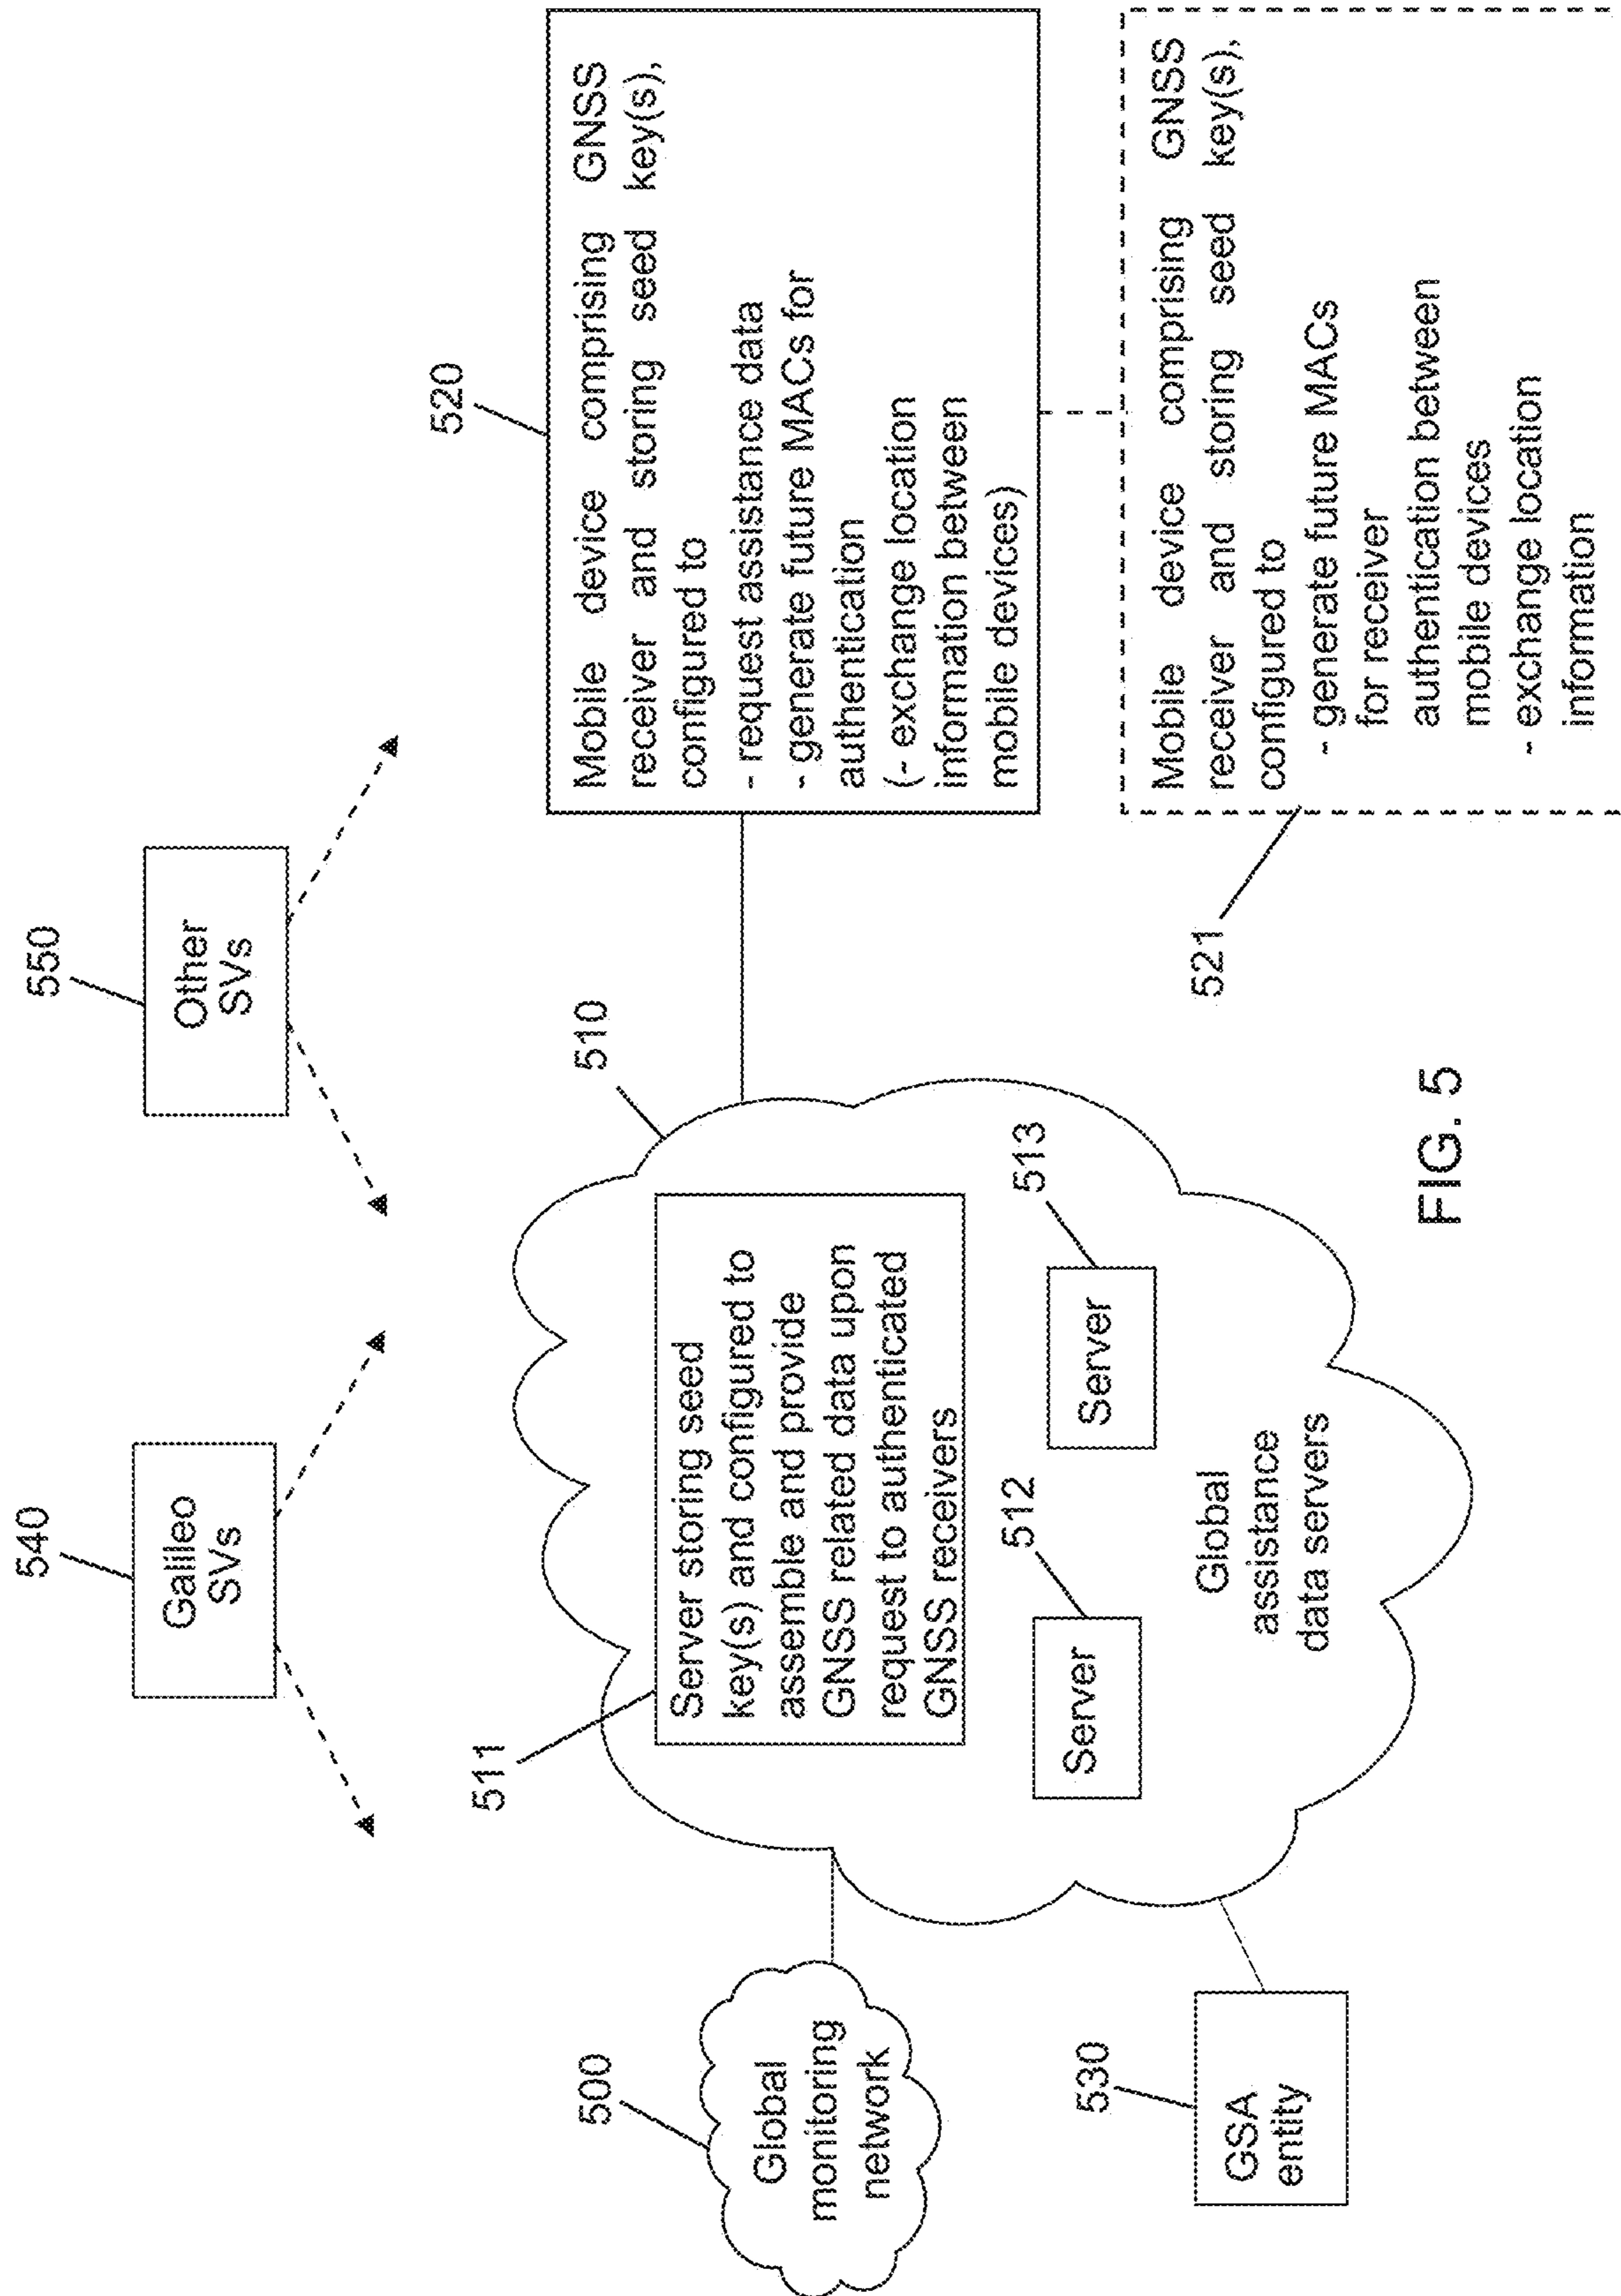 540
Galileo
SVs
550
Other
SVs
510
511
Server storing seed
key(s) and configured to
assemble and provide
GNSS related data upon
request to authenticated
GNSS receivers
512
Server
513
Server
Global
assistance
data servers
500
Global
monitoring
network
530
GSA
entity
520
Mobile device comprising GNSS
receiver and storing seed key(s),
configured to
- request assistance data
- generate future MACs for
authentication
(- exchange location
information between
mobile devices)
521
Mobile device comprising GNSS
receiver and storing seed key(s),
configured to
- generate future MACs
for receiver
authentication between
mobile devices
- exchange location
information
FIG. 5